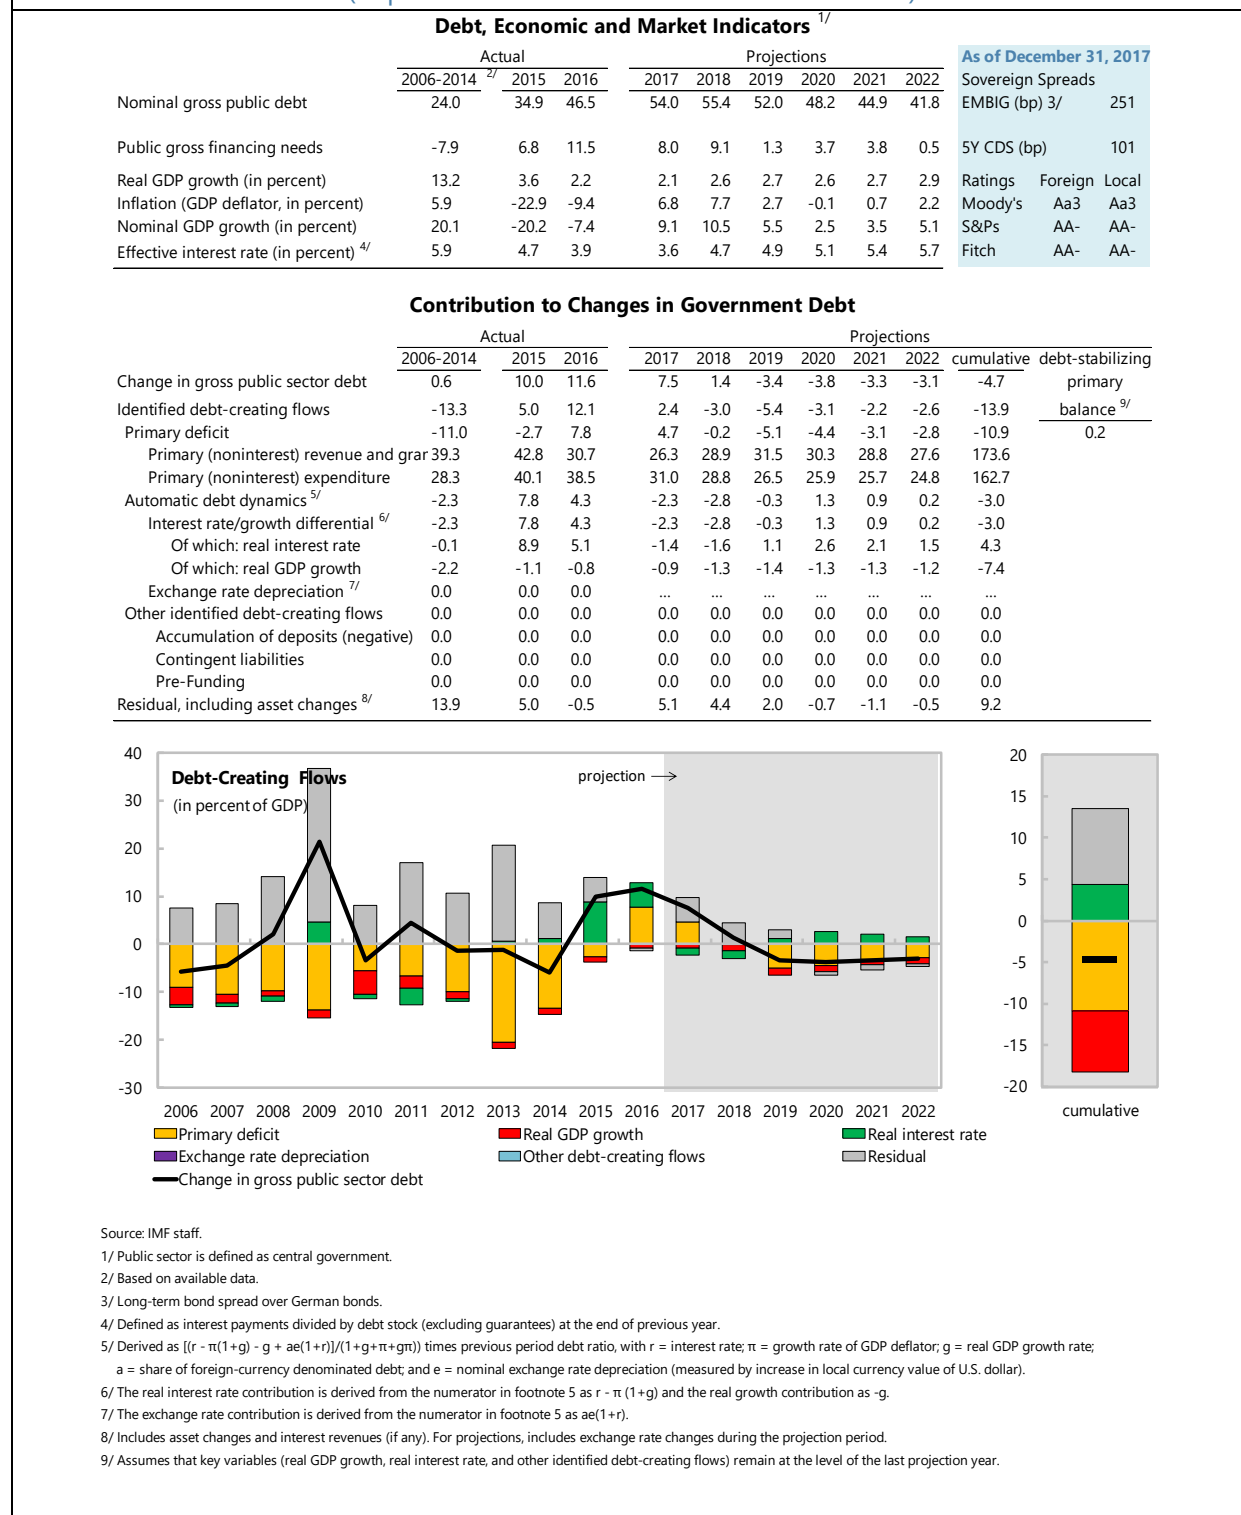 Debt, Economic and Market Indicators 1/
Actual Projections As of December 31, 2017
2006-2014 2/ 2015 2016 2017 2018 2019 2020 2021 2022 Sovereign Spreads
Nominal gross public debt 24.0 34.9 46.5 54.0 55.4 52.0 48.2 44.9 41.8 EMBIG (bp) 3/ 251
Public gross financing needs -7.9 6.8 11.5 8.0 9.1 1.3 3.7 3.8 0.5 5Y CDS (bp) 101
Real GDP growth (in percent) 13.2 3.6 2.2 2.1 2.6 2.7 2.6 2.7 2.9 Ratings Foreign Local
Inflation (GDP deflator, in percent) 5.9 -22.9 -9.4 6.8 7.7 2.7 -0.1 0.7 2.2 Moody's Aa3 Aa3
Nominal GDP growth (in percent) 20.1 -20.2 -7.4 9.1 10.5 5.5 2.5 3.5 5.1 S&Ps AA- AA-
Effective interest rate (in percent) 4/ 5.9 4.7 3.9 3.6 4.7 4.9 5.1 5.4 5.7 Fitch AA- AA-
Contribution to Changes in Government Debt
Actual Projections
2006-2014 2015 2016 2017 2018 2019 2020 2021 2022 cumulative debt-stabilizing
Change in gross public sector debt 0.6 10.0 11.6 7.5 1.4 -3.4 -3.8 -3.3 -3.1 -4.7 primary
Identified debt-creating flows -13.3 5.0 12.1 2.4 -3.0 -5.4 -3.1 -2.2 -2.6 -13.9 balance 9/
Primary deficit -11.0 -2.7 7.8 4.7 -0.2 -5.1 -4.4 -3.1 -2.8 -10.9 0.2
Primary (noninterest) revenue and grar 39.3 42.8 30.7 26.3 28.9 31.5 30.3 28.8 27.6 173.6
Primary (noninterest) expenditure 28.3 40.1 38.5 31.0 28.8 26.5 25.9 25.7 24.8 162.7
Automatic debt dynamics 5/ -2.3 7.8 4.3 -2.3 -2.8 -0.3 1.3 0.9 0.2 -3.0
Interest rate/growth differential 6/ -2.3 7.8 4.3 -2.3 -2.8 -0.3 1.3 0.9 0.2 -3.0
Of which: real interest rate -0.1 8.9 5.1 -1.4 -1.6 1.1 2.6 2.1 1.5 4.3
Of which: real GDP growth -2.2 -1.1 -0.8 -0.9 -1.3 -1.4 -1.3 -1.3 -1.2 -7.4
Exchange rate depreciation 7/ 0.0 0.0 0.0 ... ... ... ... ... ... ...
Other identified debt-creating flows 0.0 0.0 0.0 0.0 0.0 0.0 0.0 0.0 0.0 0.0
Accumulation of deposits (negative) 0.0 0.0 0.0 0.0 0.0 0.0 0.0 0.0 0.0 0.0
Contingent liabilities 0.0 0.0 0.0 0.0 0.0 0.0 0.0 0.0 0.0 0.0
Pre-Funding 0.0 0.0 0.0 0.0 0.0 0.0 0.0 0.0 0.0 0.0
Residual, including asset changes 8/ 13.9 5.0 -0.5 5.1 4.4 2.0 -0.7 -1.1 -0.5 9.2
Debt-Creating Flows
(in percent of GDP)
projection
40
30
20
10
0
-10
-20
-30
2006 2007 2008 2009 2010 2011 2012 2013 2014 2015 2016 2017 2018 2019 2020 2021 2022
20
15
10
5
0
-5
-10
-15
-20
cumulative
Primary deficit Real GDP growth Real interest rate
Exchange rate depreciation Other debt-creating flows Residual
Change in gross public sector debt
Source: IMF staff.
1/ Public sector is defined as central government.
2/ Based on available data.
3/ Long-term bond spread over German bonds.
4/ Defined as interest payments divided by debt stock (excluding guarantees) at the end of previous year.
5/ Derived as [(r - π(1+g) - g + ae(1+r)]/(1+g+π+gπ)) times previous period debt ratio, with r = interest rate; π = growth rate of GDP deflator; g = real GDP growth rate;
a = share of foreign-currency denominated debt; and e = nominal exchange rate depreciation (measured by increase in local currency value of U.S. dollar).
6/ The real interest rate contribution is derived from the numerator in footnote 5 as r - π (1+g) and the real growth contribution as -g.
7/ The exchange rate contribution is derived from the numerator in footnote 5 as ae(1+r).
8/ Includes asset changes and interest revenues (if any). For projections, includes exchange rate changes during the projection period.
9/ Assumes that key variables (real GDP growth, real interest rate, and other identified debt-creating flows) remain at the level of the last projection year.